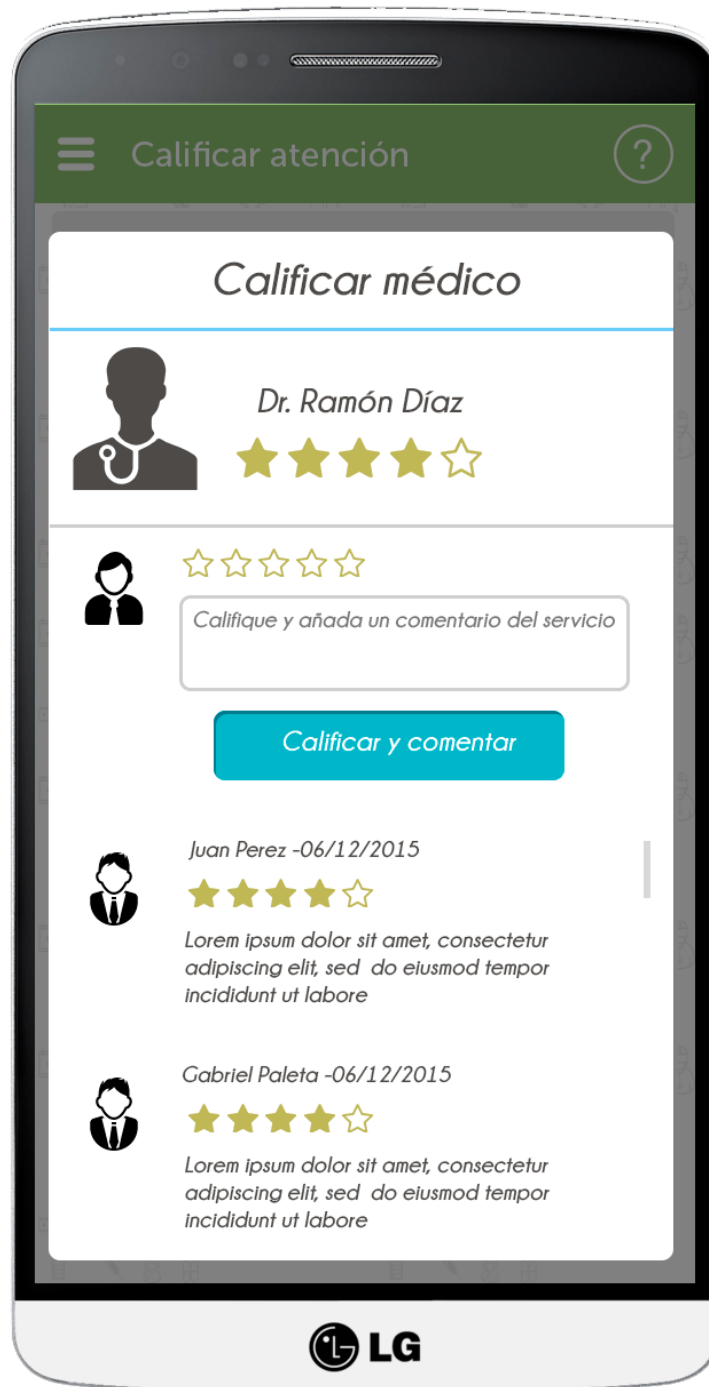 Calificar atención
?
Calificar médico
Dr. Ramón Díaz
Califique y añada un comentario del servicio
Calificar y comentar
Juan Perez -06/12/2015
Lorem ipsum dolor sit amet, consectetur
adipiscing elit, sed do eiusmod tempor
incididunt ut labore
Gabriel Paleta -06/12/2015
Lorem ipsum dolor sit amet, consectetur
adipiscing elit, sed do eiusmod tempor
incididunt ut labore
LG